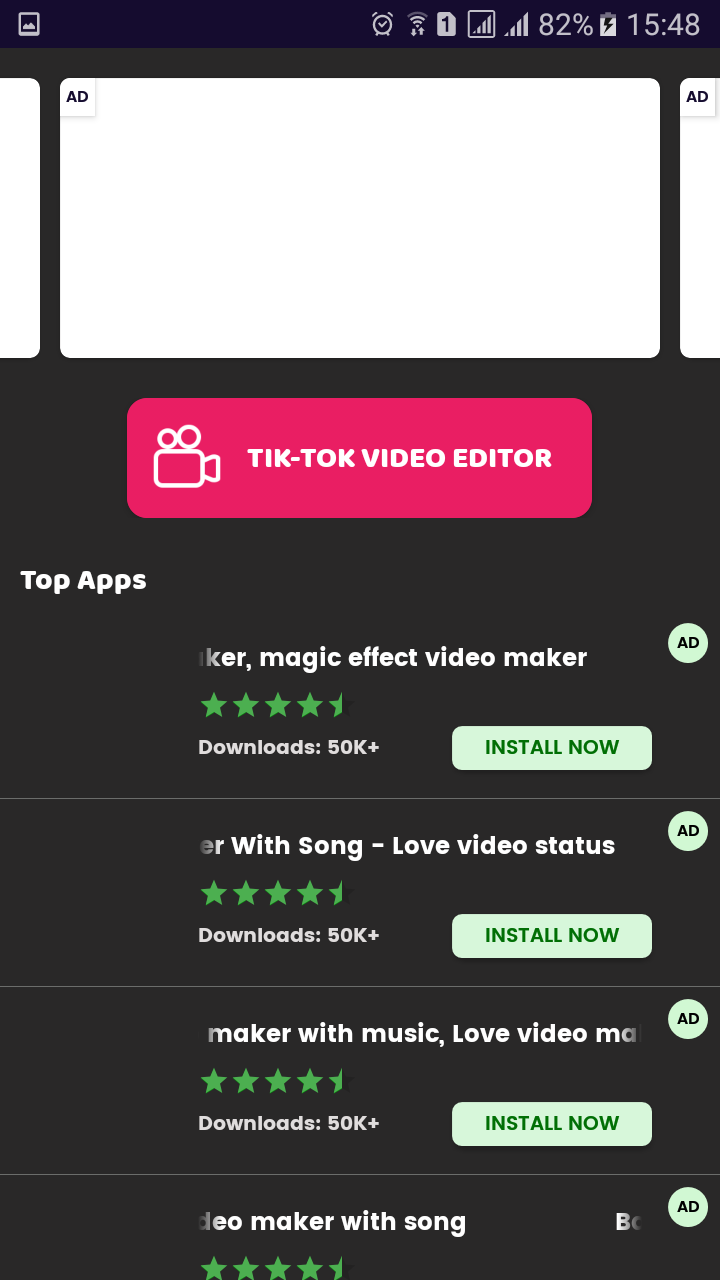 82% 15:48
AD
AD
TIK-TOK VIDEO EDITOR
Top Apps
AD
ker, magic effect video maker
Downloads: 50K+
INSTALL NOW
AD
er With Song - Love video status
Downloads: 50K+
INSTALL NOW
AD
maker with music, Love video ma
Downloads: 50K+
INSTALL NOW
AD
deo maker with song